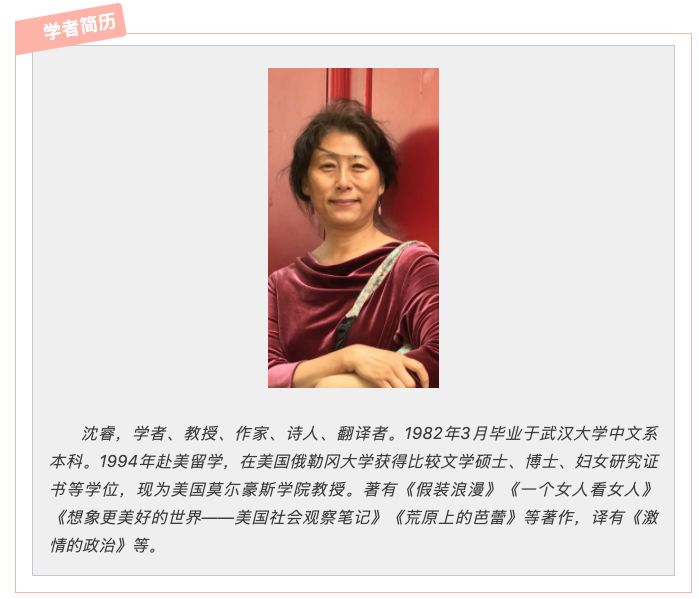 学者简历
沈睿，学者、教授、作家、诗人、翻译者。1982年3月毕业于武汉大学中文系
本科。1994年赴美留学，在美国俄勒冈大学获得比较文学硕士、博士、妇女研究证
书等学位，现为美国莫尔豪斯学院教授。著有《假装浪漫》《一个女人看女人》
《想象更美好的世界——美国社会观察笔记》《荒原上的芭蕾》等著作，译有《激
情的政治》等。